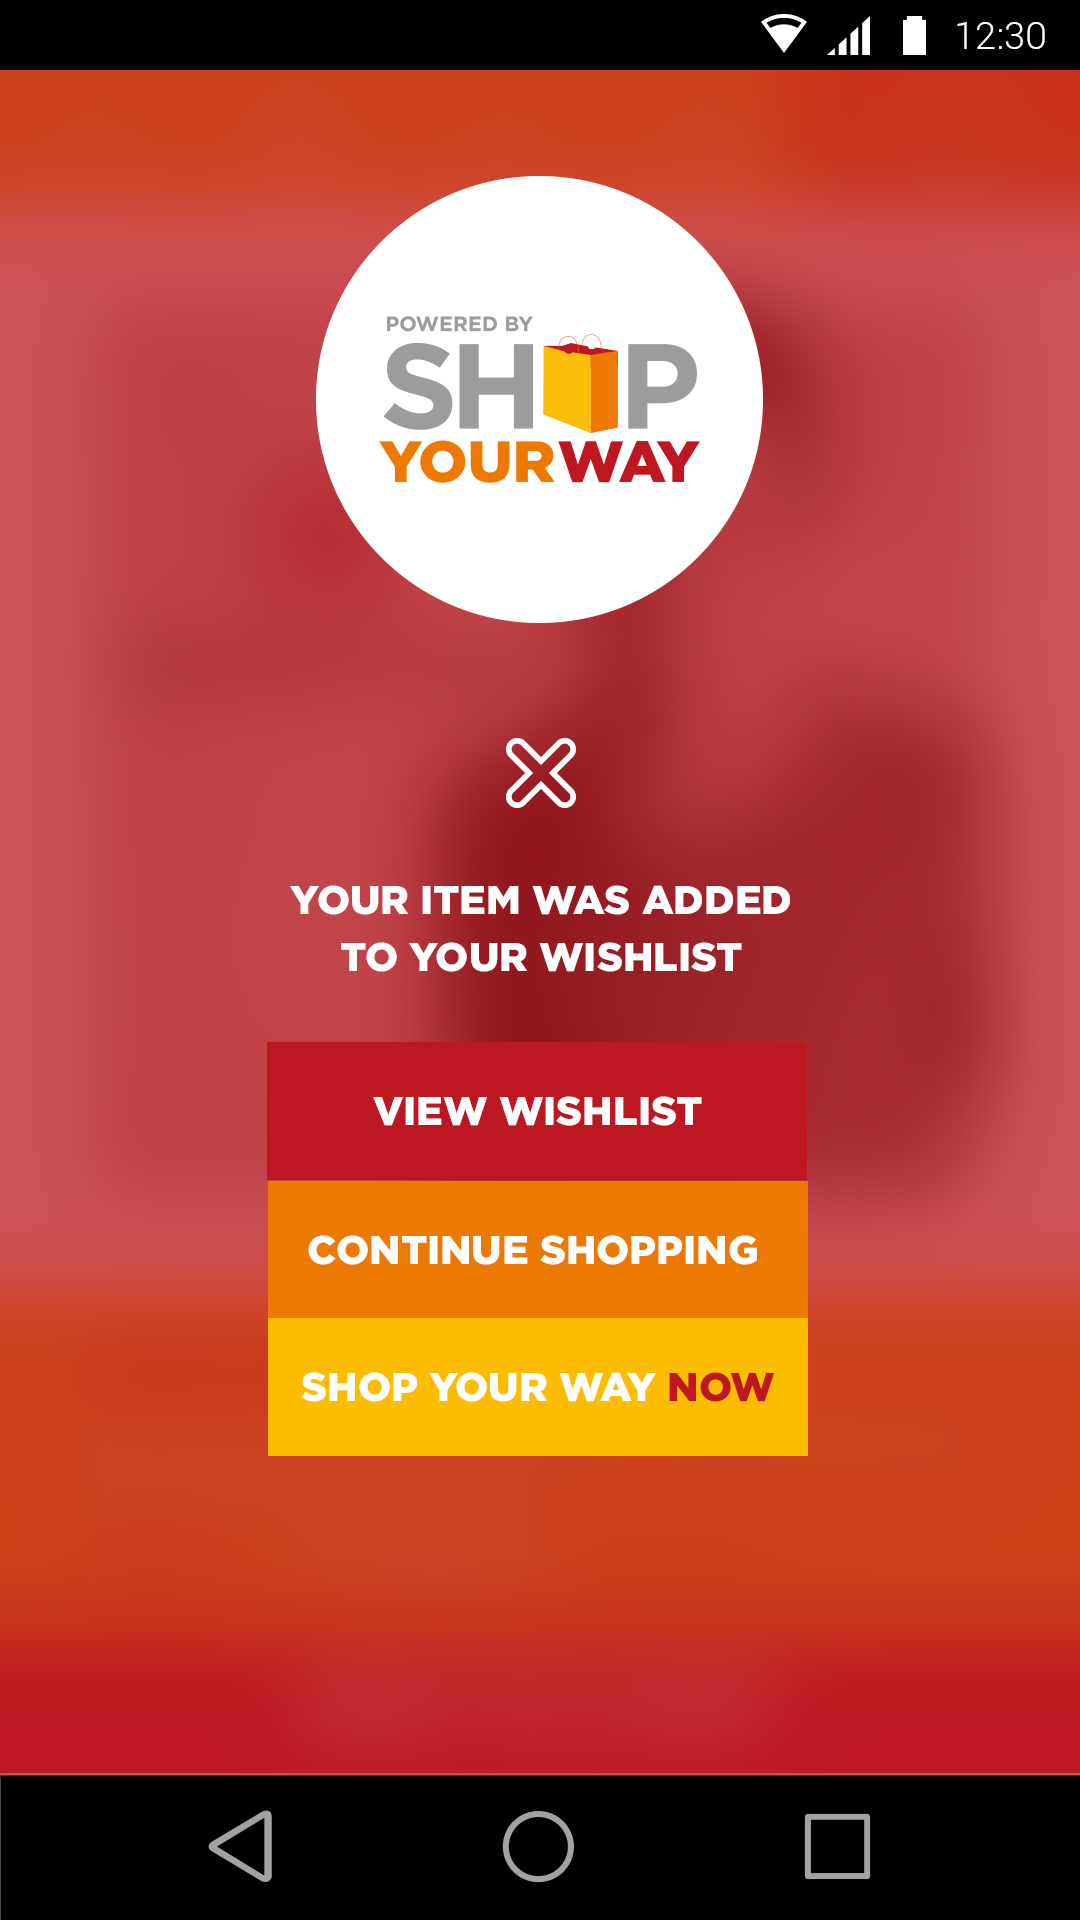 12:30
POWERED BY
SHOP
YOURWAY
YOUR ITEM WAS ADDED
TO YOUR WISHLIST
VIEW WISHLIST
CONTINUE SHOPPING
SHOP YOUR WAY NOW